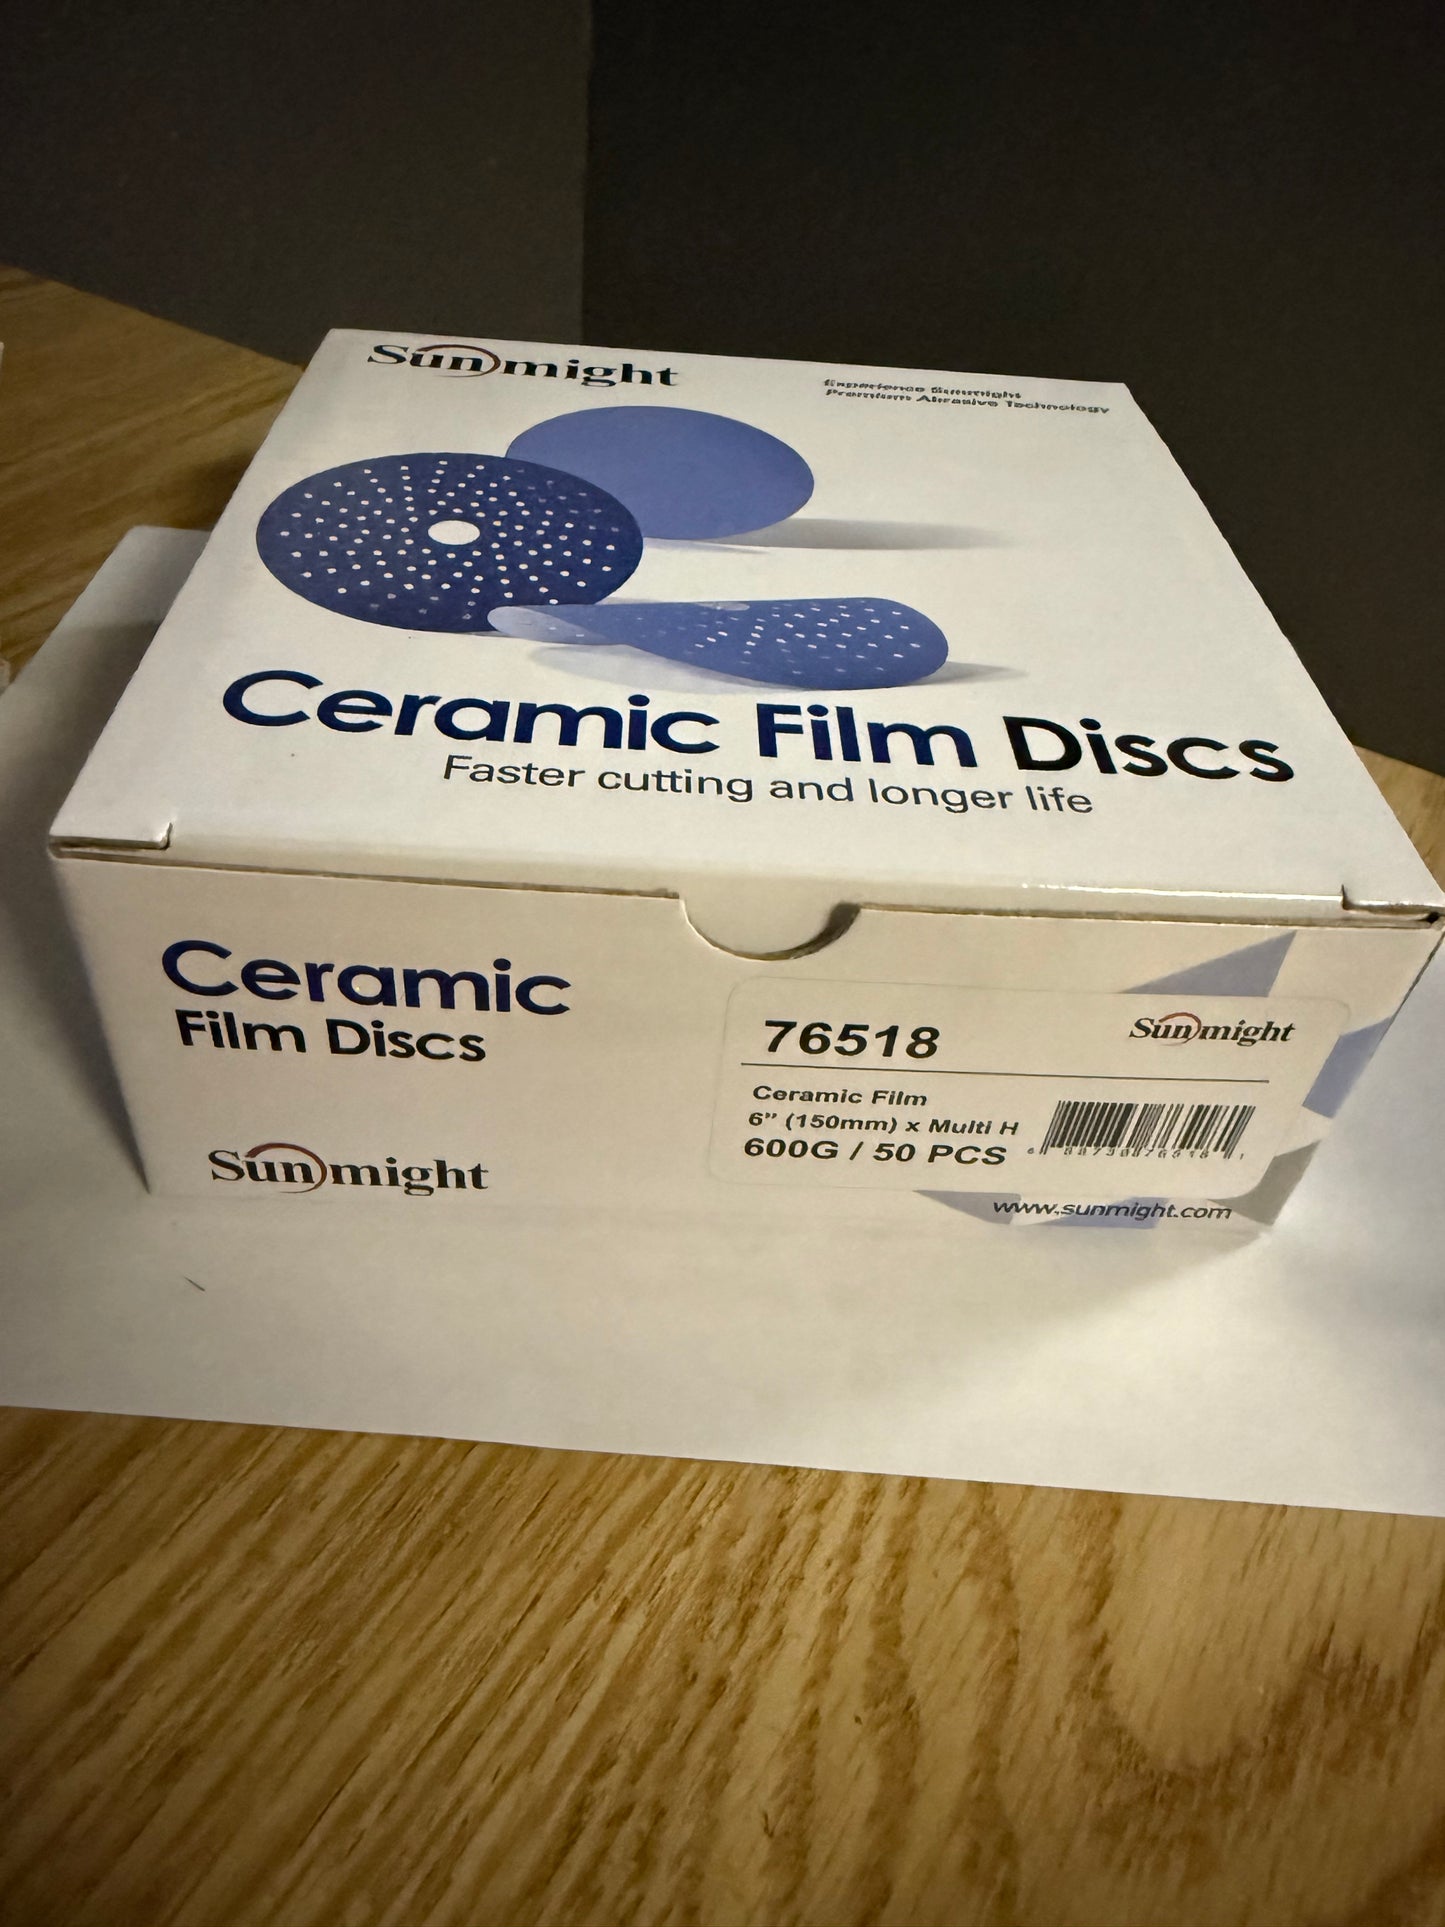 Sunmight
Experience Sunmight
Premium Abrasive Technology
Ceramic Film Discs
Faster cutting and longer life
Ceramic
Film Discs
Sunmight
76518
Sunmight
Ceramic Film
6” (150mm) x Multi H
600G / 50 PCS
www.sunmight.com